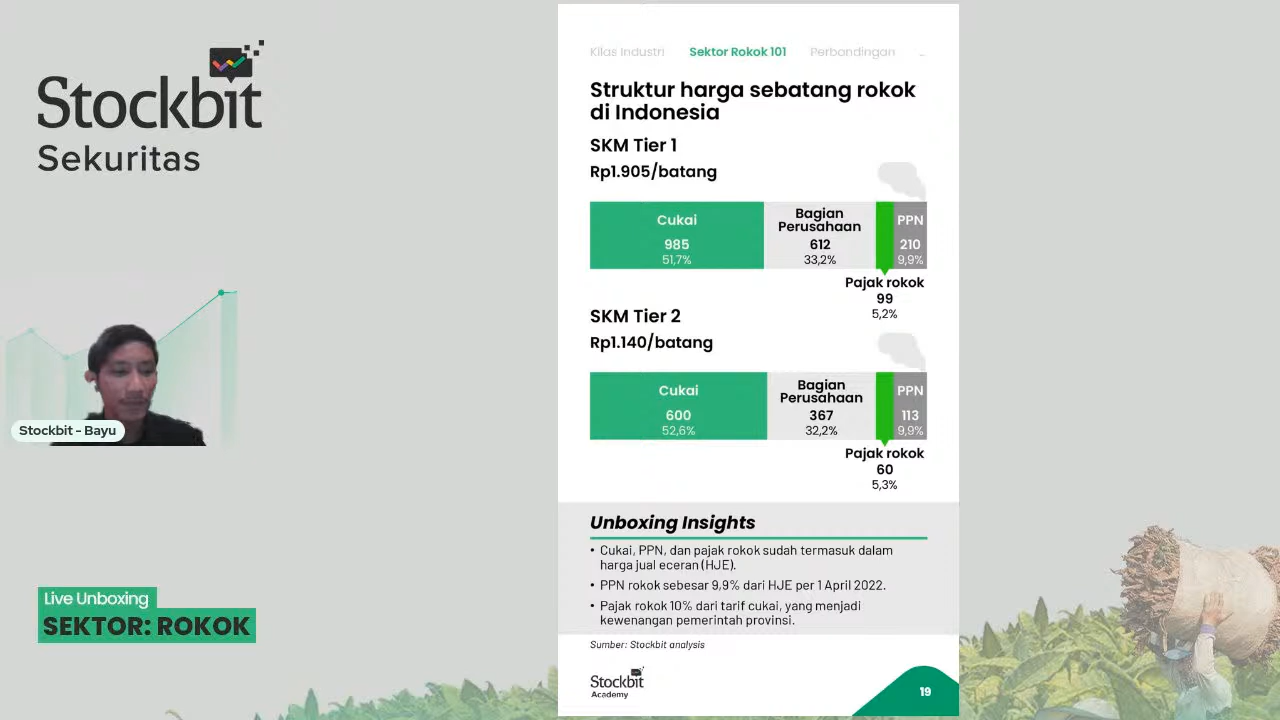 Stockbit
Sekuritas
Stockbit - Bayu
Live Unboxing
SEKTOR: ROKOK
Kilas Industri Sektor Rokok 101 Perbandingan ..
Struktur harga sebatang rokok
di Indonesia
SKM Tier 1
Rp1.905/batang
Cukai
985
51,7%
Bagian
Perusahaan
612
33,2%
PPN
210
9,9%
Pajak rokok
99
5,2%
SKM Tier 2
Rp1.140/batang
Cukai
600
52,6%
Bagian
Perusahaan
367
32,2%
PPN
113
9,9%
Pajak rokok
60
5,3%
Unboxing Insights
• Cukai, PPN, dan pajak rokok sudah termasuk dalam
harga jual eceran (HJE).
• PPN rokok sebesar 9,9% dari HJE per 1 April 2022.
• Pajak rokok 10% dari tarif cukai, yang menjadi
kewenangan pemerintah provinsi.
Sumber: Stockbit analysis
Stockbit
Academy
19